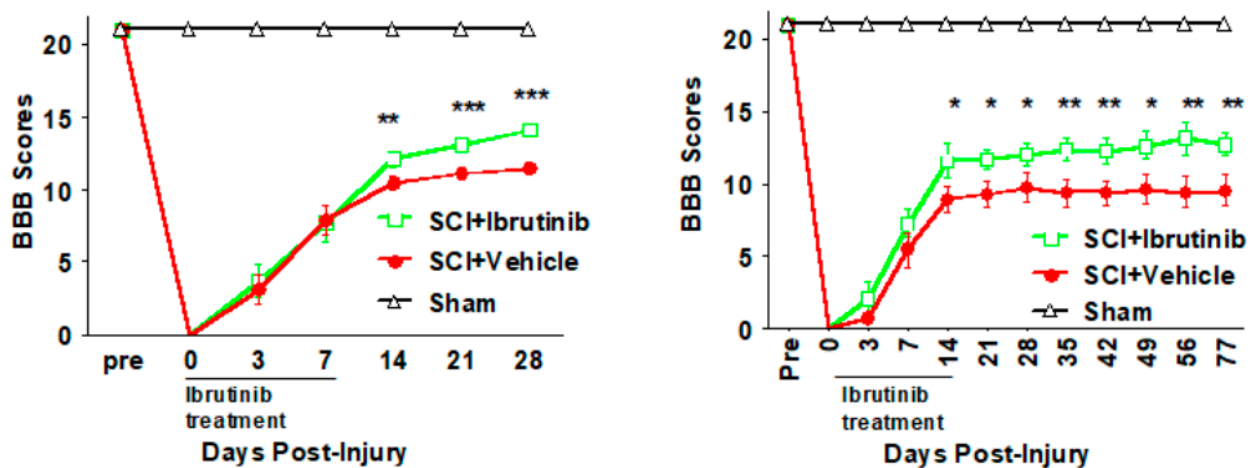 20
15
10
5
0
BBB Scores
** *** ***
SCI+Ibrutinib
SCI+Vehicle
Sham
pre 0 3 7 14 21 28
Ibrutinib
treatment
Days Post-Injury
20
15
10
5
0
BBB Scores
* * * ** ** * ** **
SCI+Ibrutinib
SCI+Vehicle
Sham
Pre 0 3 7 14 21 28 35 42 49 56 77
Ibrutinib
treatment
Days Post-Injury